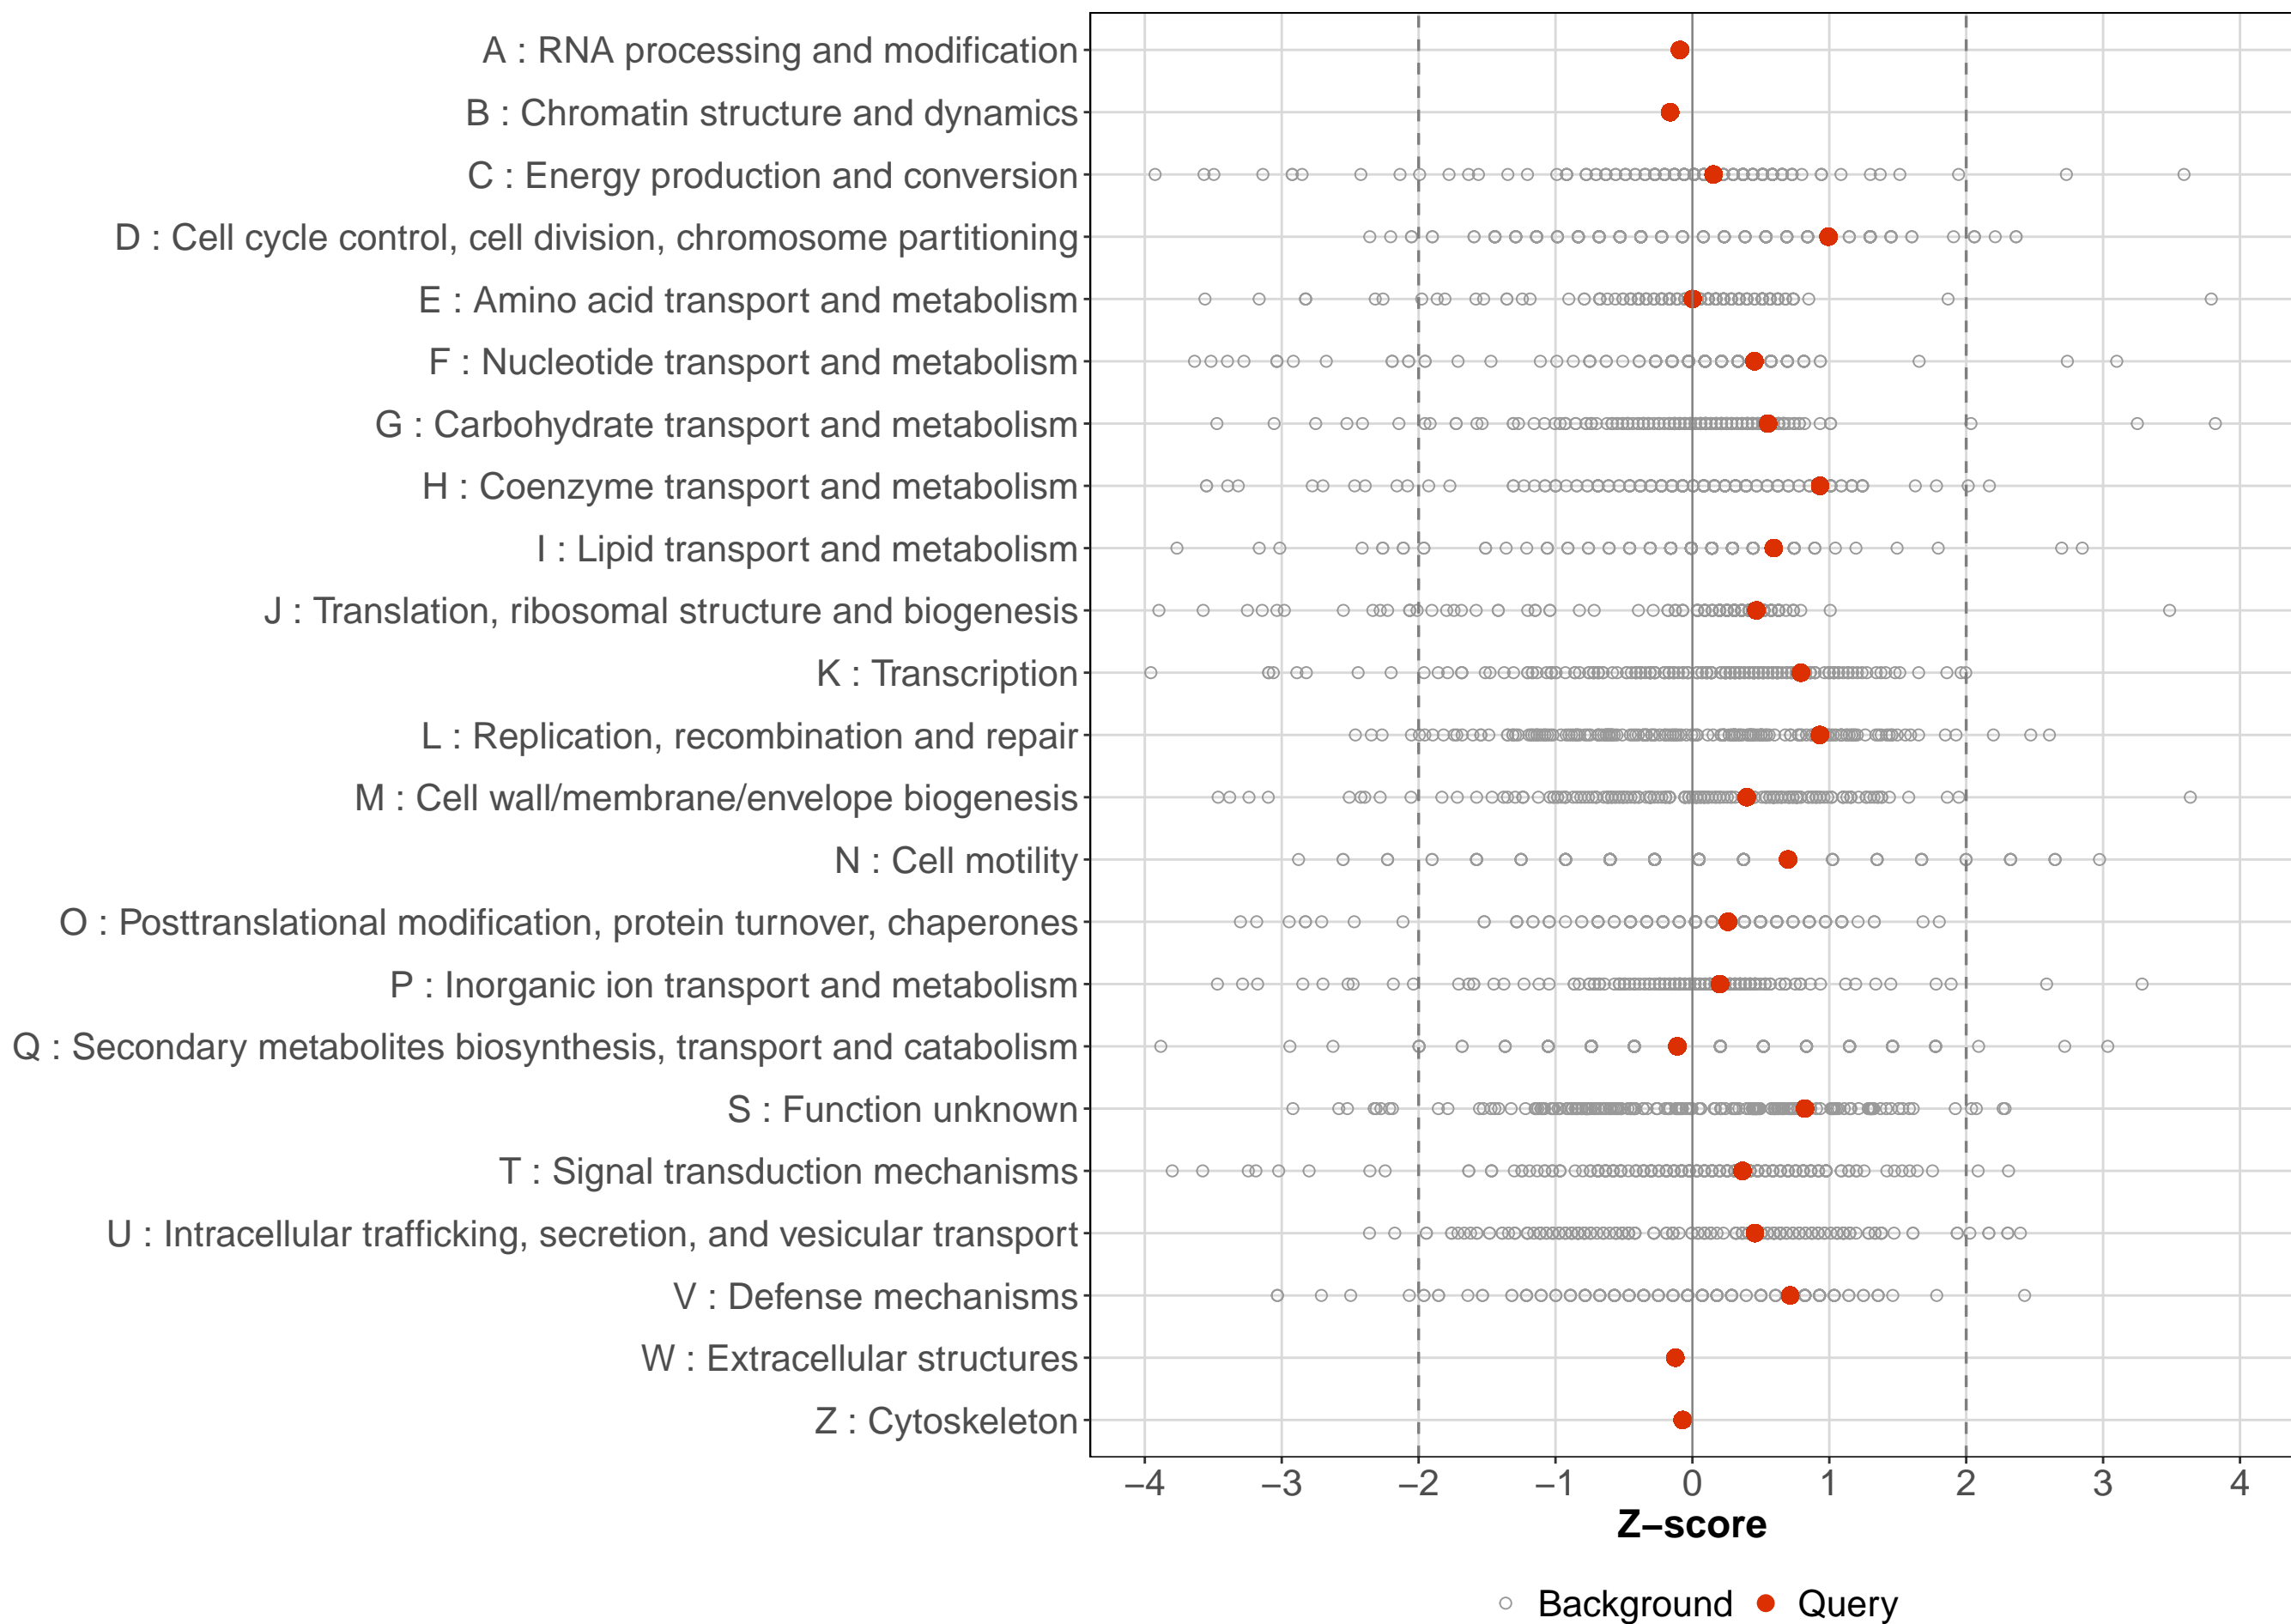 A : RNA processing and modification
B : Chromatin structure and dynamics
C : Energy production and conversion
D : Cell cycle control, cell division, chromosome partitioning
E : Amino acid transport and metabolism
F : Nucleotide transport and metabolism
G : Carbohydrate transport and metabolism
H : Coenzyme transport and metabolism
I : Lipid transport and metabolism
J : Translation, ribosomal structure and biogenesis
K : Transcription
L : Replication, recombination and repair
M : Cell wall/membrane/envelope biogenesis
N : Cell motility
O : Posttranslational modification, protein turnover, chaperones
P : Inorganic ion transport and metabolism
Q : Secondary metabolites biosynthesis, transport and catabolism
S : Function unknown
T : Signal transduction mechanisms
U : Intracellular trafficking, secretion, and vesicular transport
V : Defense mechanisms
W : Extracellular structures
Z : Cytoskeleton
−4 −3 −2 −1 0 1 2 3 4
Z−score
Background Query